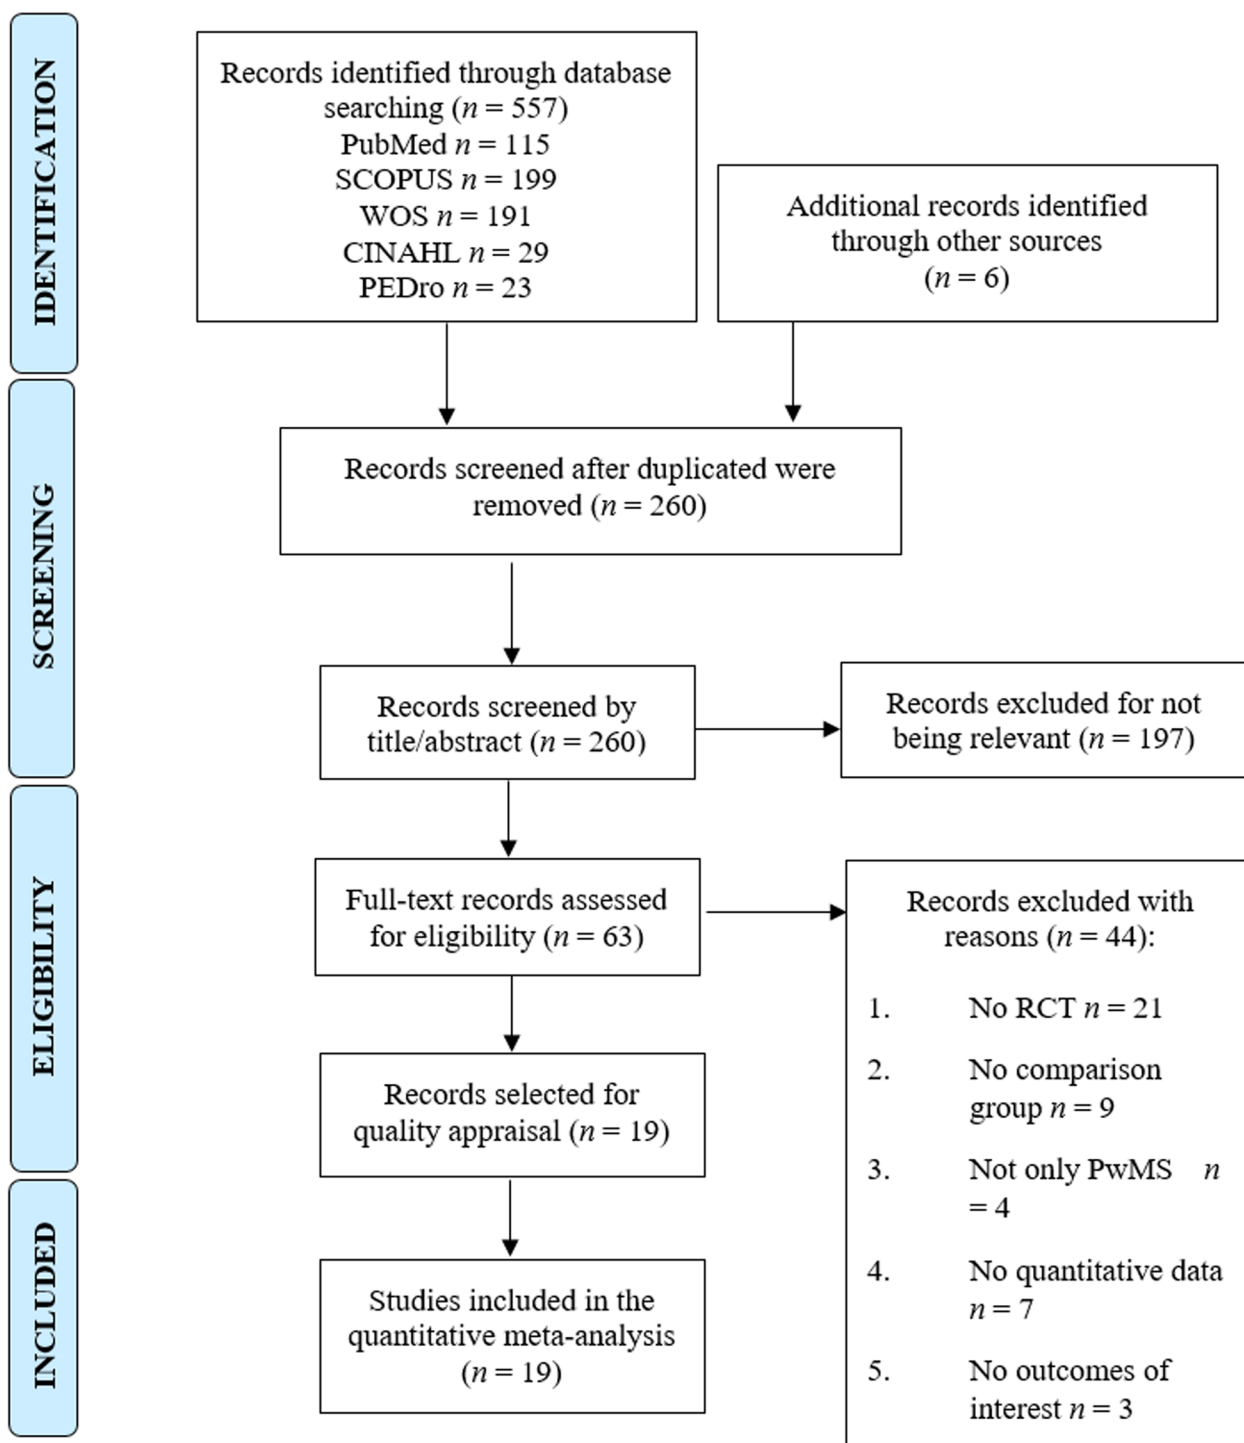 IDENTIFICATION
Records identified through database
searching (n = 557)
PubMed n = 115
SCOPUS n = 199
WOS n = 191
CINAHL n = 29
PEDro n = 23
Additional records identified
through other sources
(n = 6)
SCREENING
Records screened after duplicated were
removed (n = 260)
Records screened by
title/abstract (n = 260)
Records excluded for not
being relevant (n = 197)
ELIGIBILITY
Full-text records assessed
for eligibility (n = 63)
Records excluded with
reasons (n = 44):
1. No RCT n = 21
2. No comparison
group n = 9
3. Not only PwMS n
= 4
4. No quantitative data
n = 7
5. No outcomes of
interest n = 3
Records selected for
quality appraisal (n = 19)
INCLUDED
Studies included in the
quantitative meta-analysis
(n = 19)